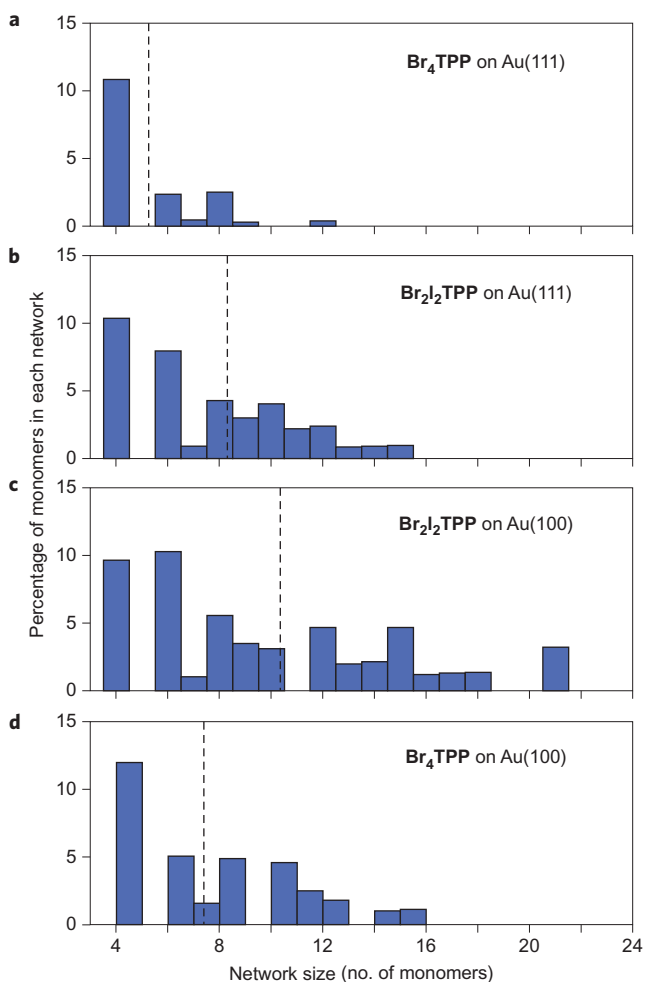 a
15
10
5
0
Br₄TPP on Au(111)
b
15
10
5
0
Br₂I₂TPP on Au(111)
Percentage of monomers in each network
c
15
10
5
0
Br₂I₂TPP on Au(100)
d
15
10
5
0
Br₄TPP on Au(100)
4 8 12 16 20 24
Network size (no. of monomers)